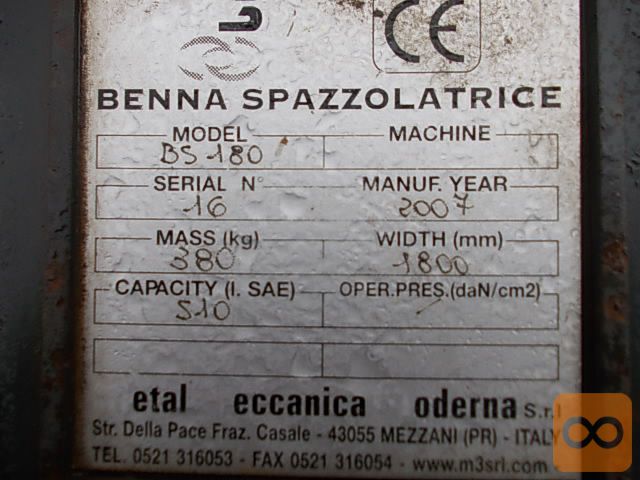 3
CE
BENNA SPAZZOLATRICE
MODEL MACHINE
BS 180
SERIAL N° MANUF. YEAR
16 2007
MASS (kg) WIDTH (mm)
380 1800
CAPACITY (l. SAE) OPER.PRES.(daN/cm2)
510
etal eccanica oderna S.r.l
Str. Della Pace Fraz. Casale - 43055 MEZZANI (PR) - ITALY
TEL. 0521 316053 - FAX 0521 316054 - www.m3srl.com